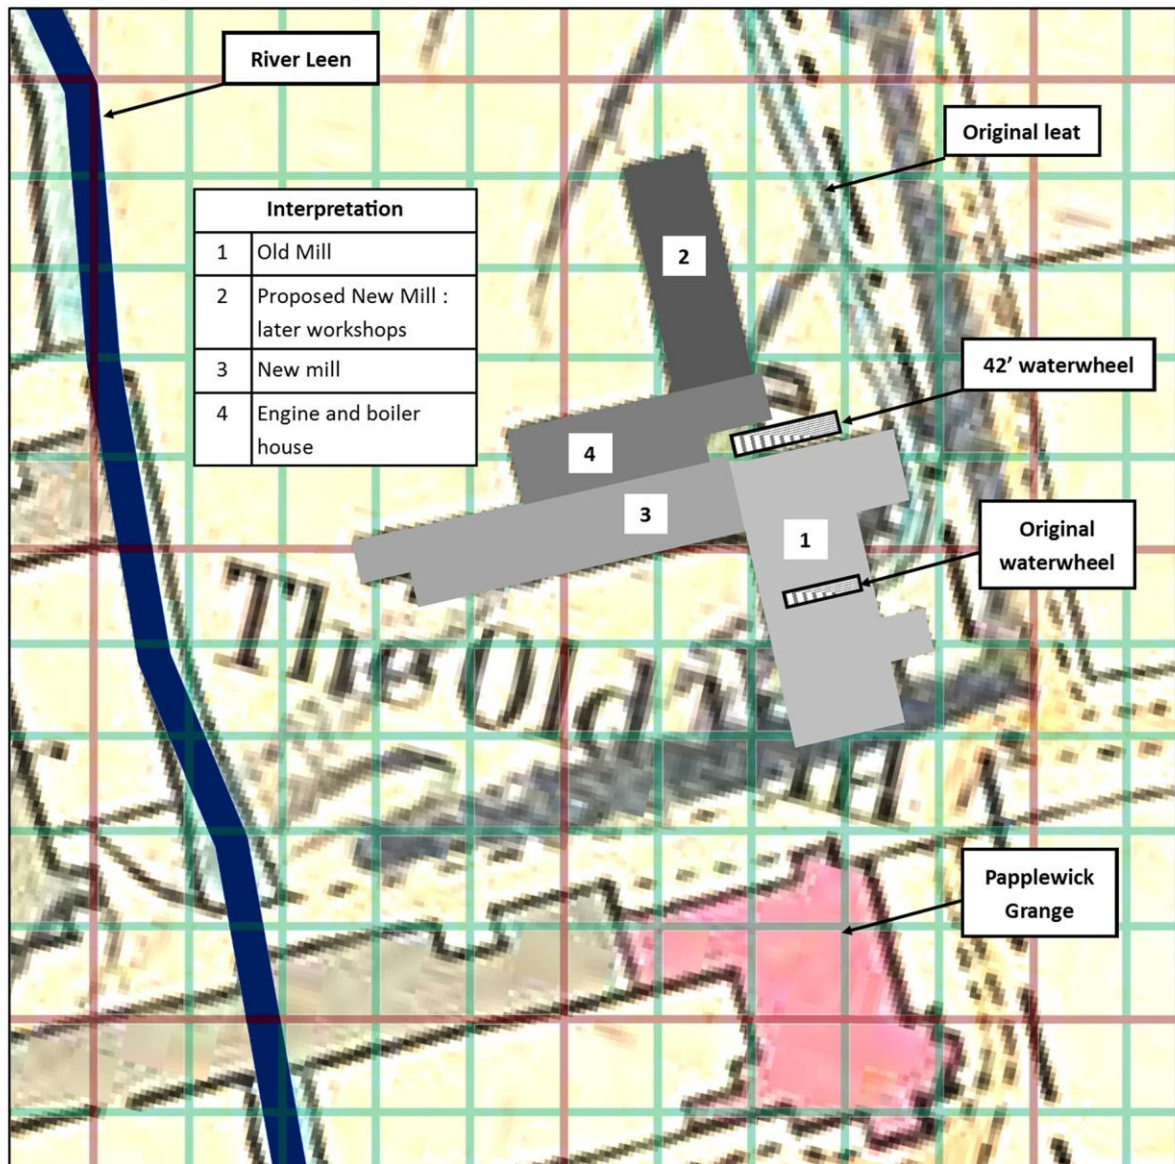 River Leen
Original leat
Interpretation
1 Old Mill
2 Proposed New Mill :
later workshops
3 New mill
4 Engine and boiler
house
2
42’ waterwheel
4
3
1
Original
waterwheel
The Old
Papplewick
Grange